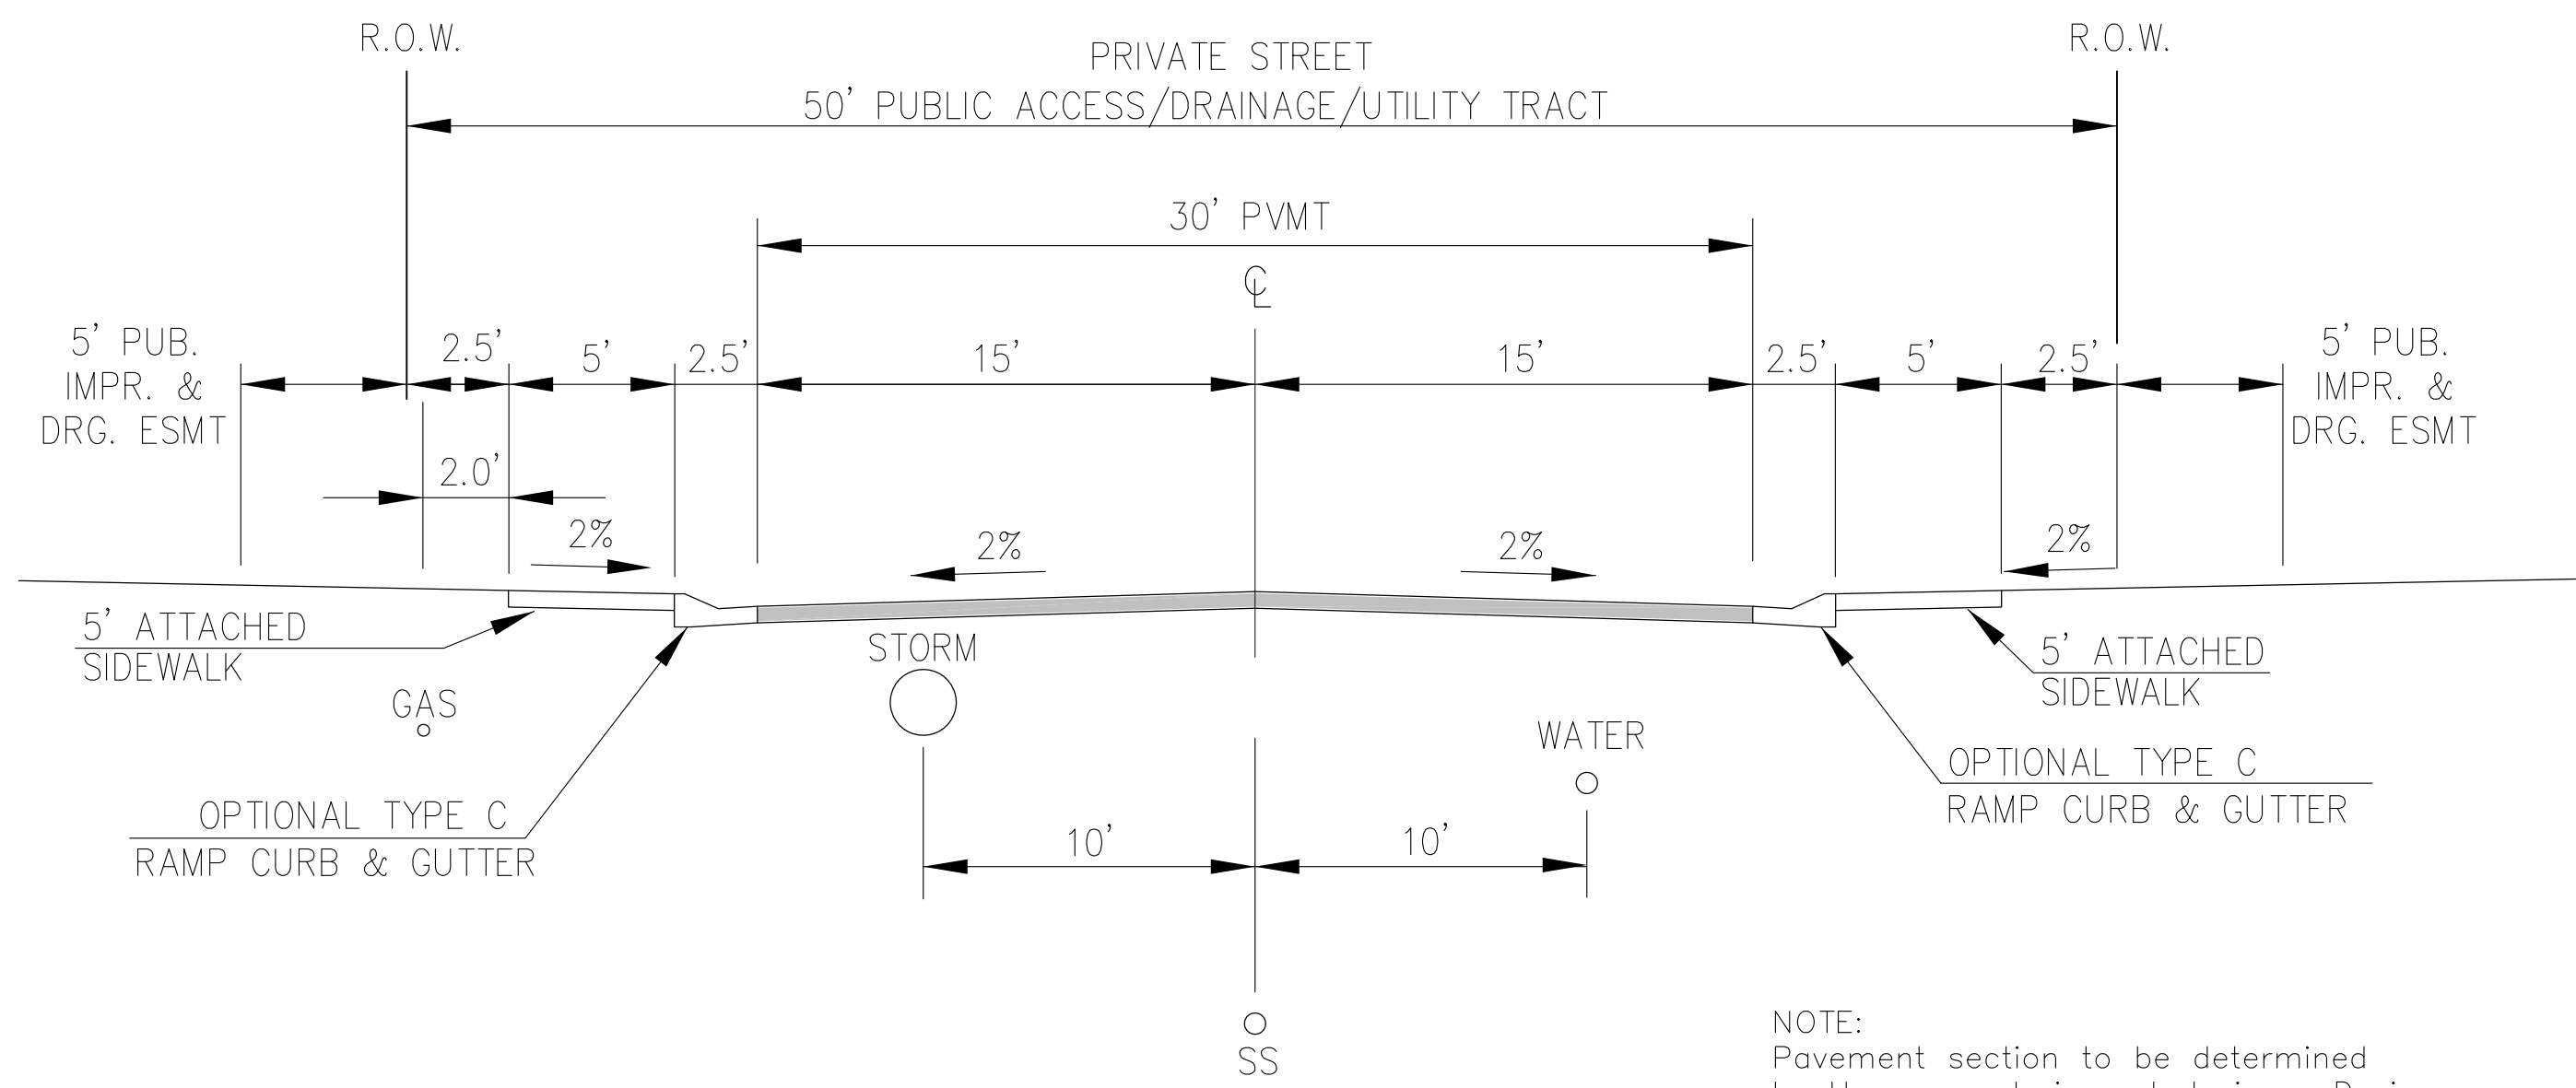 R.O.W.
R.O.W.
PRIVATE STREET
50' PUBLIC ACCESS/DRAINAGE/UTILITY TRACT
30' PVMT
℄
5' PUB.
IMPR. &
DRG. ESMT
2.5'
5'
2.5'
15'
15'
2.5'
5'
2.5'
5' PUB.
IMPR. &
DRG. ESMT
2.0'
2%
2%
2%
2%
5' ATTACHED
SIDEWALK
STORM
5' ATTACHED
SIDEWALK
GAS
WATER
OPTIONAL TYPE C
RAMP CURB & GUTTER
OPTIONAL TYPE C
RAMP CURB & GUTTER
10'
10'
SS
NOTE:
Pavement section to be determined